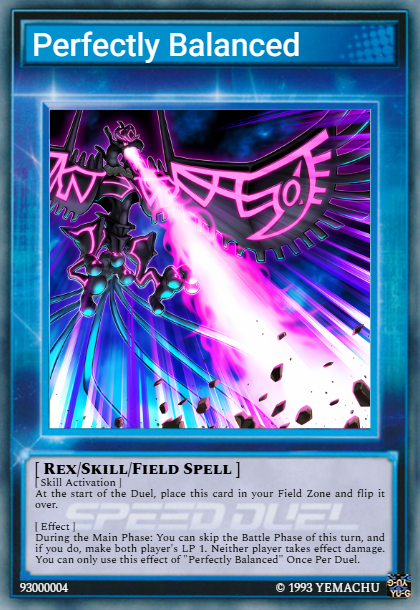 Perfectly Balanced
[ REX/SKILL/FIELD SPELL ]
[ Skill Activation ]
At the start of the Duel, place this card in your Field Zone and flip it
over.
SPEED DUEL
[ Effect ]
During the Main Phase: You can skip the Battle Phase of this turn, and
if you do, make both player's LP 1. Neither player takes effect damage.
You can only use this effect of "Perfectly Balanced" Once Per Duel.
93000004
© 1993 YEMACHU
YU-G